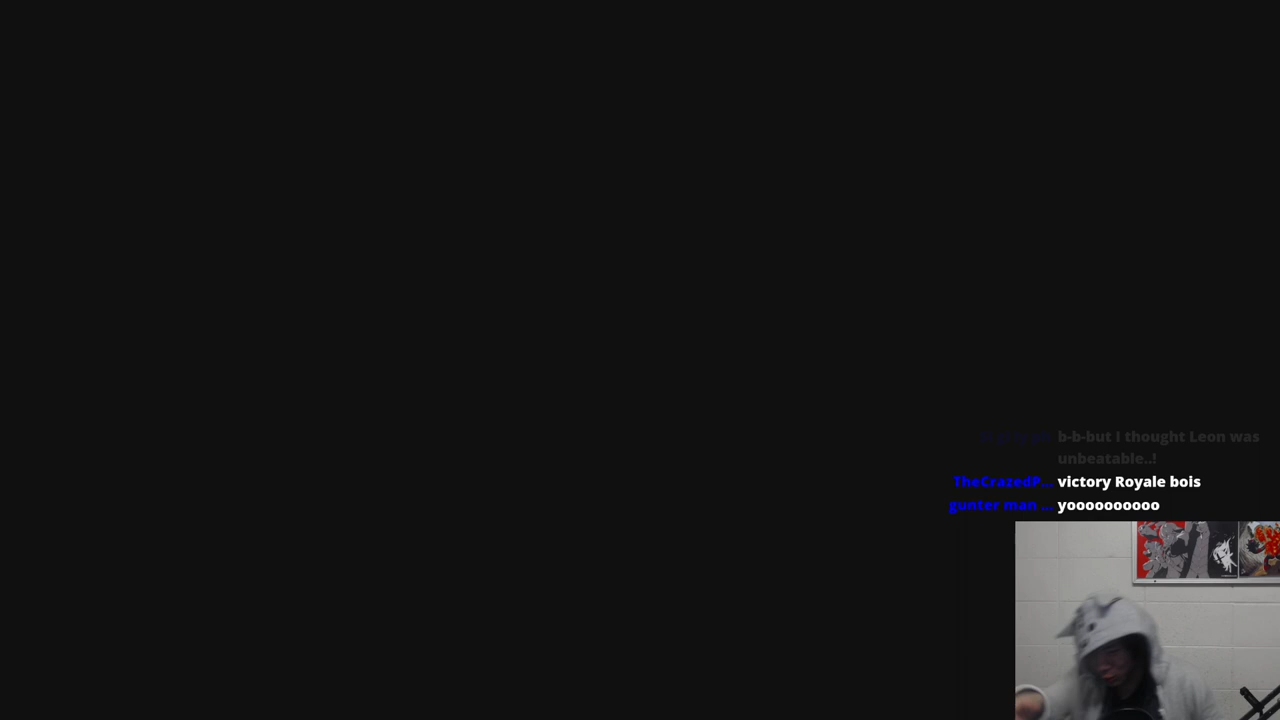 b-b-but I thought Leon was
unbeatable..!
TheCrazedP... victory Royale bois
gunter man ... yoooooooooo